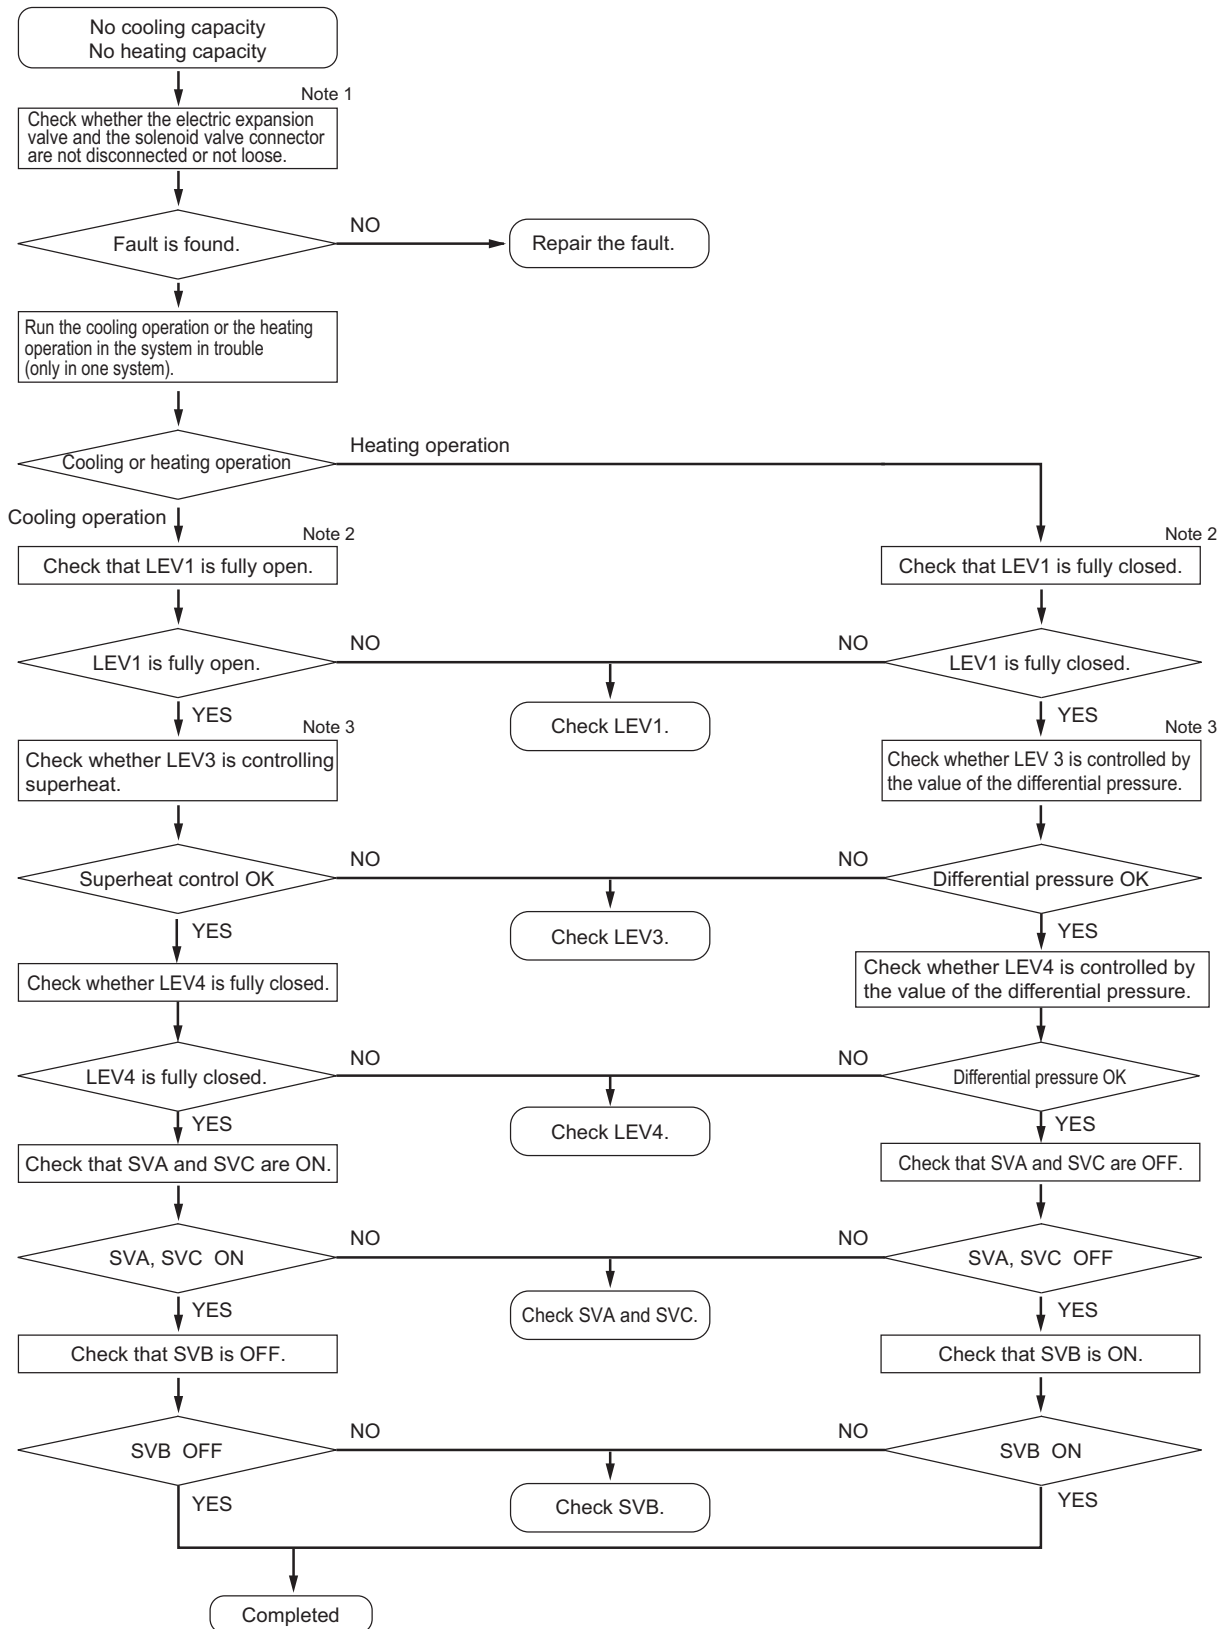 No cooling capacity
No heating capacity
Note 1
Check whether the electric expansion
valve and the solenoid valve connector
are not disconnected or not loose.
Fault is found.
NO
Repair the fault.
Run the cooling operation or the heating
operation in the system in trouble
(only in one system).
Cooling or heating operation
Heating operation
Cooling operation
Note 2
Check that LEV1 is fully open.
Note 2
Check that LEV1 is fully closed.
LEV1 is fully open.
NO
NO
LEV1 is fully closed.
YES
Check LEV1.
YES
Note 3
Check whether LEV3 is controlling
superheat.
Note 3
Check whether LEV 3 is controlled by
the value of the differential pressure.
Superheat control OK
NO
NO
Differential pressure OK
YES
Check LEV3.
YES
Check whether LEV4 is fully closed.
Check whether LEV4 is controlled by
the value of the differential pressure.
LEV4 is fully closed.
NO
NO
Differential pressure OK
YES
Check LEV4.
YES
Check that SVA and SVC are ON.
Check that SVA and SVC are OFF.
SVA, SVC ON
NO
NO
SVA, SVC OFF
YES
Check SVA and SVC.
YES
Check that SVB is OFF.
Check that SVB is ON.
SVB OFF
NO
NO
SVB ON
YES
Check SVB.
YES
Completed